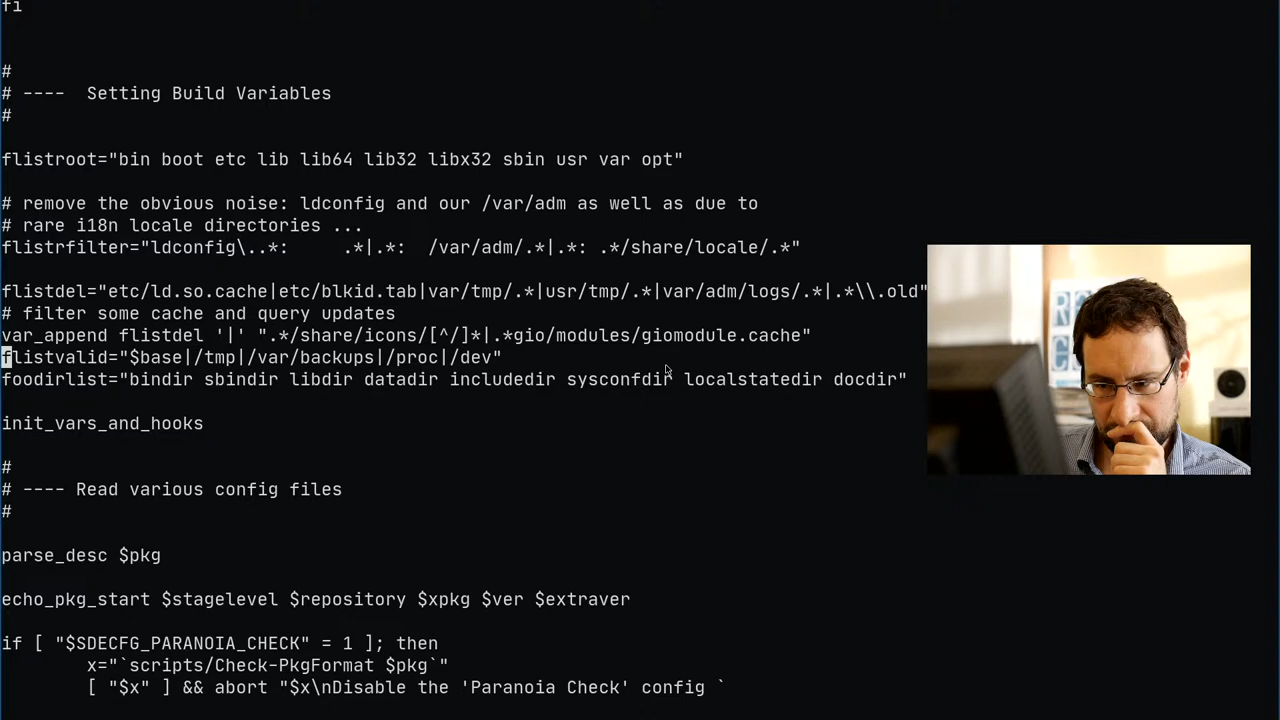 fi
#
# ----  Setting Build Variables
#
flistroot="bin boot etc lib lib64 lib32 libx32 sbin usr var opt"
# remove the obvious noise: ldconfig and our /var/adm as well as due to
# rare i18n locale directories ...
flistrfilter="ldconfig\..*:     .*|.*:  /var/adm/.*|.*: .*/share/locale/.*"
flistdel="etc/ld.so.cache|etc/blkid.tab|var/tmp/.*|usr/tmp/.*|var/adm/logs/.*|.*\\.old"
# filter some cache and query updates
var_append flistdel '|' ".*/share/icons/[^/]*|.*gio/modules/giomodule.cache"
flistvalid="$base|/tmp|/var/backups|/proc|/dev"
foodirlist="bindir sbindir libdir datadir includedir sysconfdir localstatedir docdir"
init_vars_and_hooks
#
# ---- Read various config files
#
parse_desc $pkg
echo_pkg_start $stagelevel $repository $xpkg $ver $extraver
if [ "$SDECFG_PARANOIA_CHECK" = 1 ]; then
        x="`scripts/Check-PkgFormat $pkg`"
        [ "$x" ] && abort "$x\nDisable the 'Paranoia Check' config `